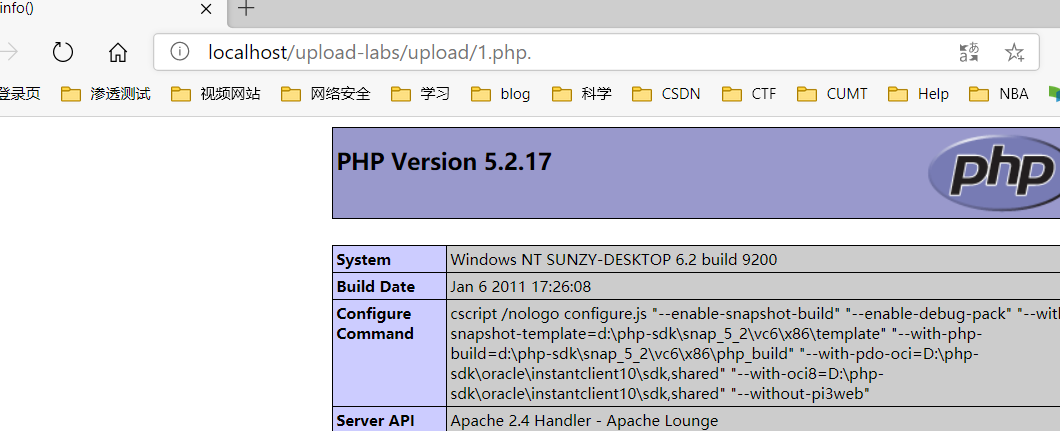 info()
localhost/upload-labs/upload/1.php.
登录页 渗透测试 视频网站 网络安全 学习 blog 科学 CSDN CTF CUMT Help NBA
PHP Version 5.2.17
php
System Windows NT SUNZY-DESKTOP 6.2 build 9200
Build Date Jan 6 2011 17:26:08
Configure Command cscript /nologo configure.js "--enable-snapshot-build" "--enable-debug-pack" "--with
snapshot-template=d:\php-sdk\snap_5_2\vc6\x86\template" "--with-php-
build=d:\php-sdk\snap_5_2\vc6\x86\php_build" "--with-pdo-oci=D:\php-
sdk\oracle\instantclient10\sdk,shared" "--with-oci8=D:\php-
sdk\oracle\instantclient10\sdk,shared" "--without-pi3web"
Server API Apache 2.4 Handler - Apache Lounge